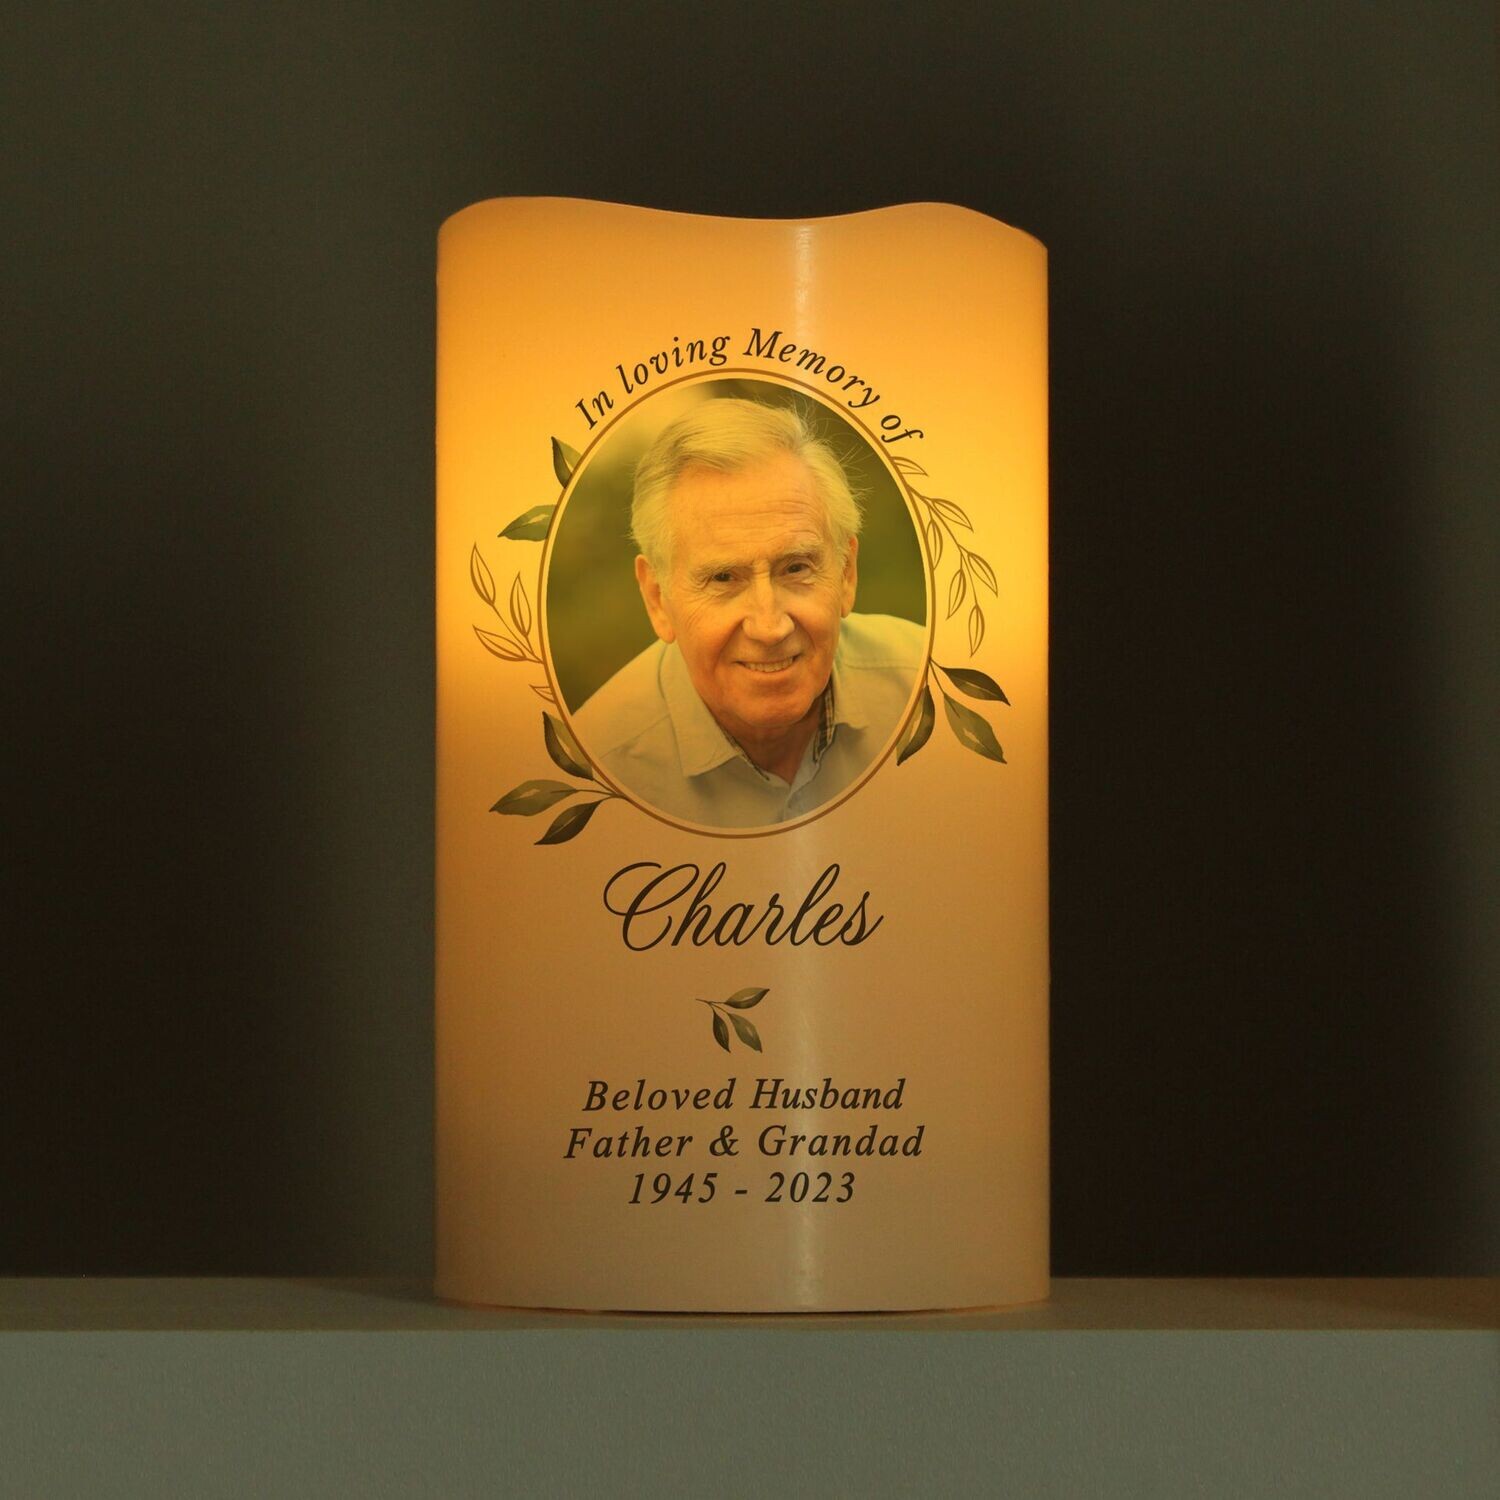 In loving Memory of
Charles
Beloved Husband
Father & Grandad
1945 - 2023